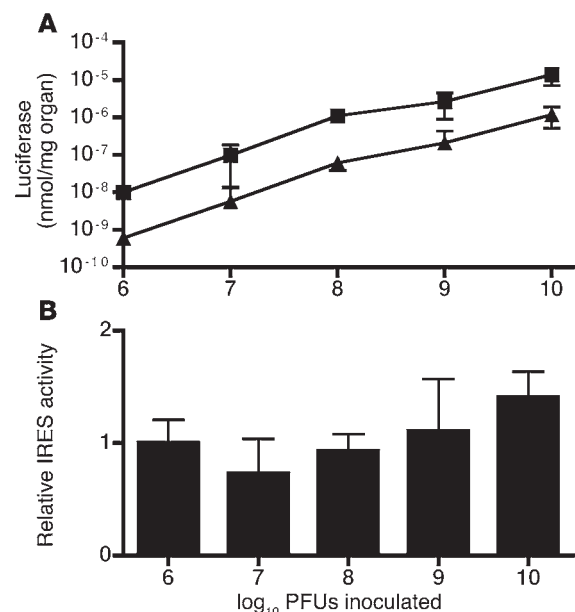 A
Luciferase
(nmol/mg organ)
10-4
10-5
10-6
10-7
10-8
10-9
10-10
6 7 8 9 10
B
Relative IRES activity
2
1
0
6 7 8 9 10
log10 PFUs inoculated